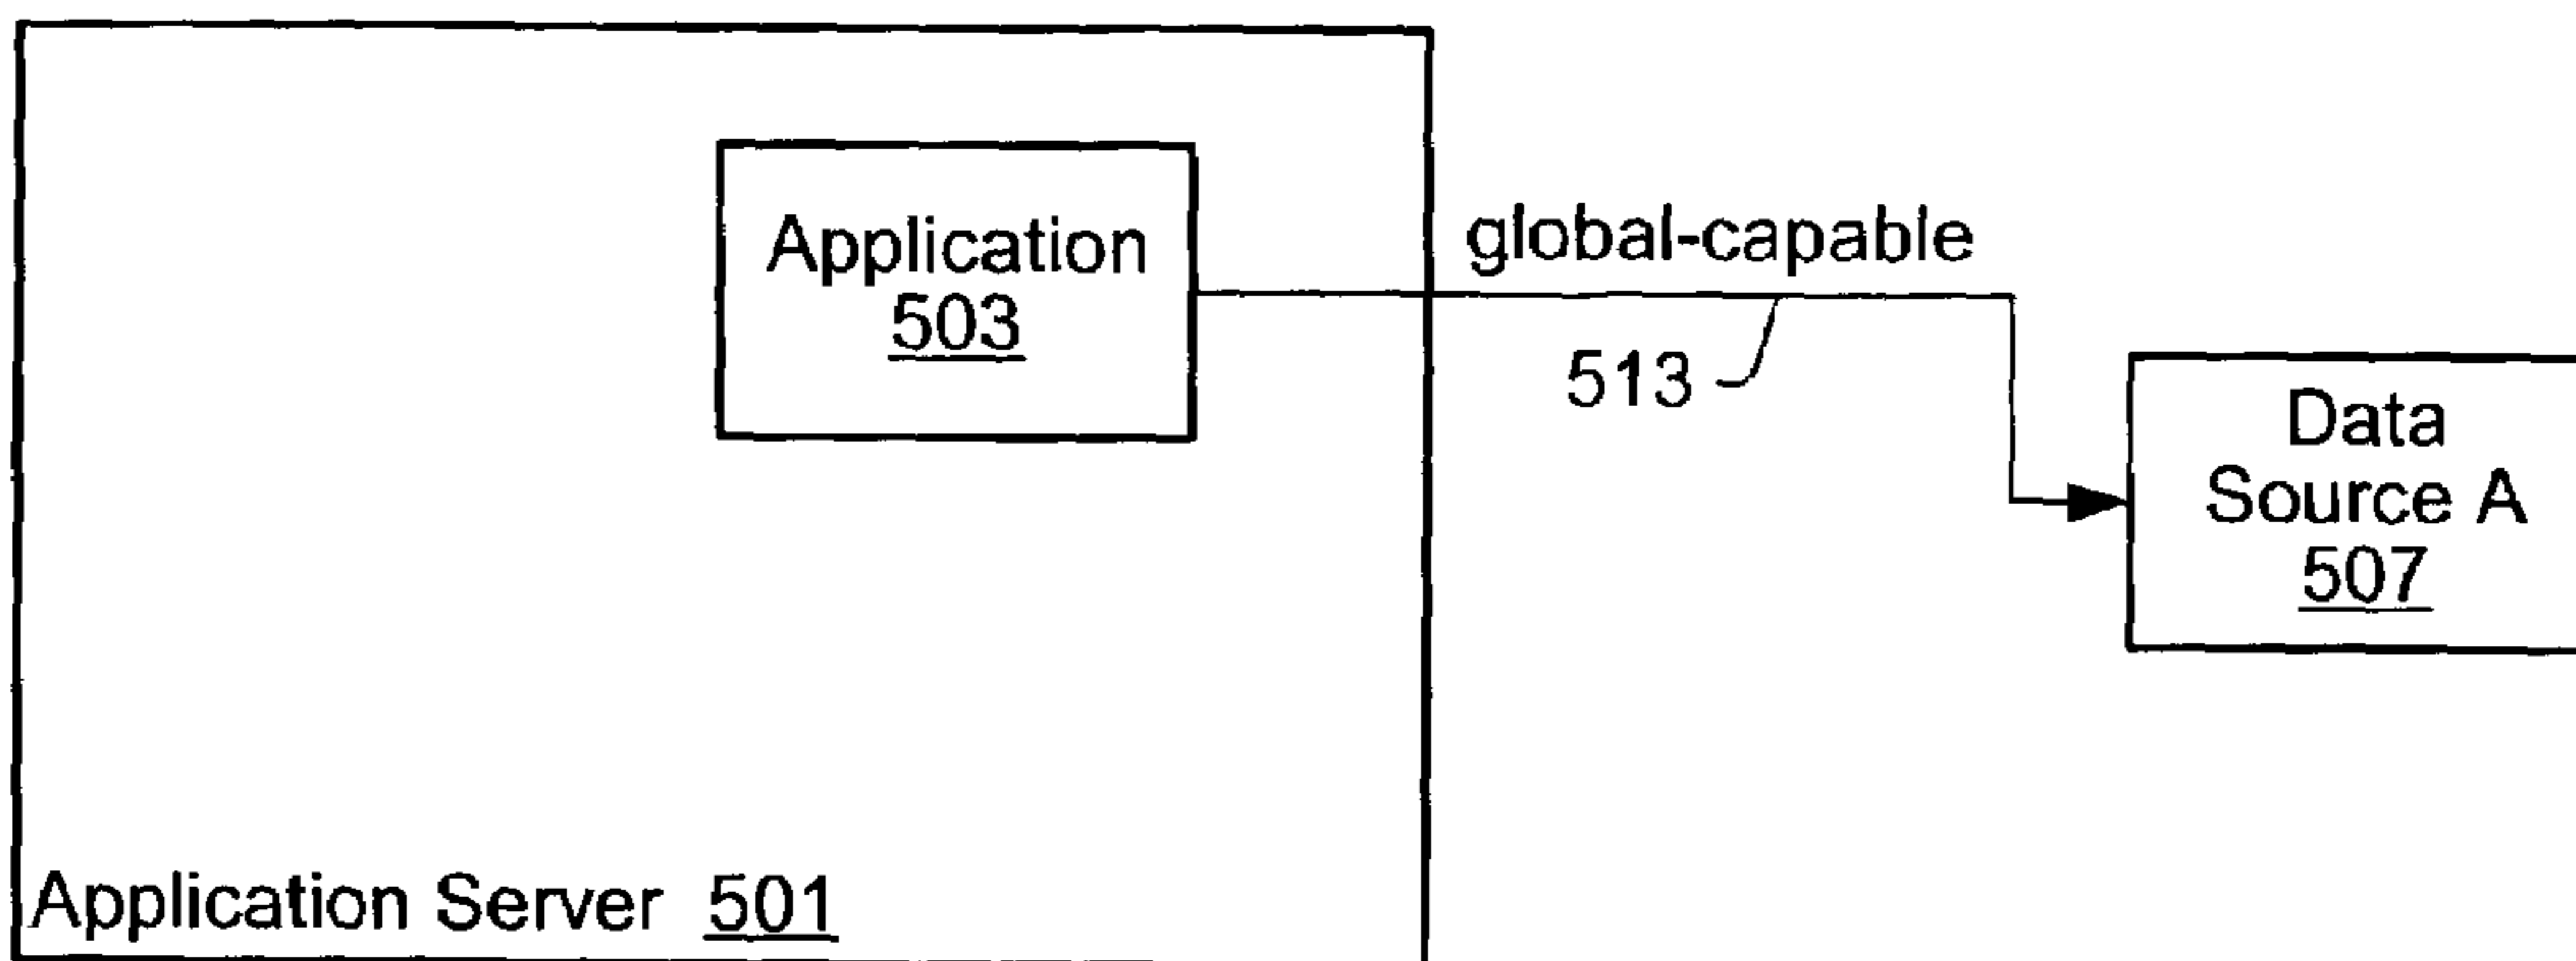 Application
503
global-capable
513
Data
Source A
507
Application Server 501